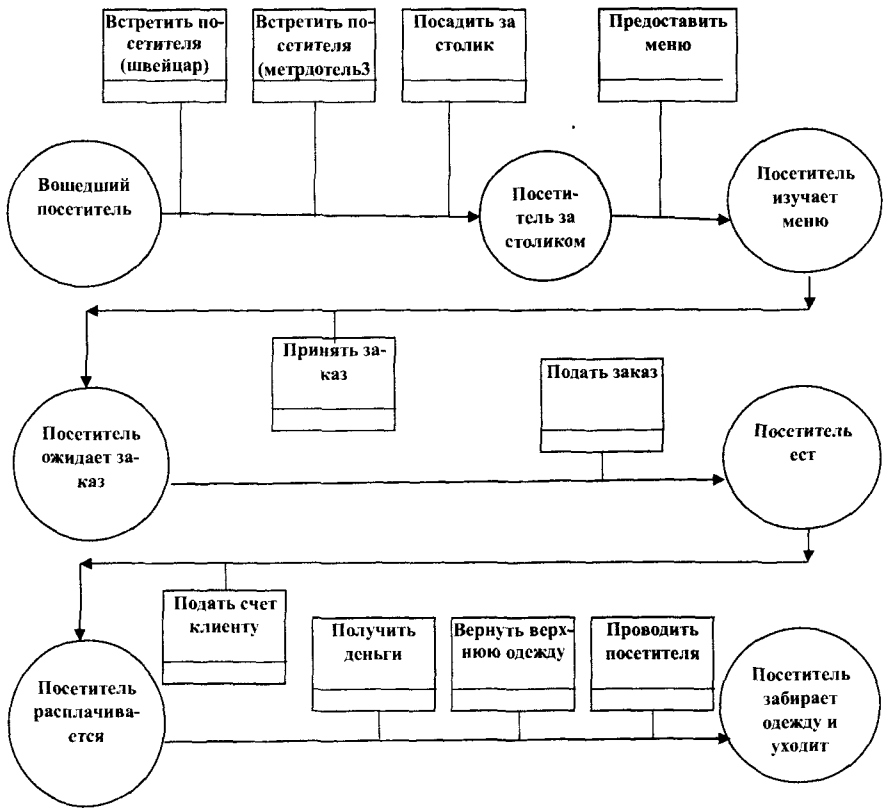 Встретить по-
сетителя
(швейцар)
Встретить по-
сетителя
(метрдотель3
Посадить за
столик
Предоставить
меню
Вошедший
посетитель
Посети-
тель за
столиком
Посетитель
изучает
меню
Принять за-
каз
Подать заказ
Посетитель
ожидает за-
каз
Посетитель
ест
Подать счет
клиенту
Получить
деньги
Вернуть верх-
нюю одежду
Проводить
посетителя
Посетитель
расплачива-
ется
Посетитель
забирает
одежду и
уходит